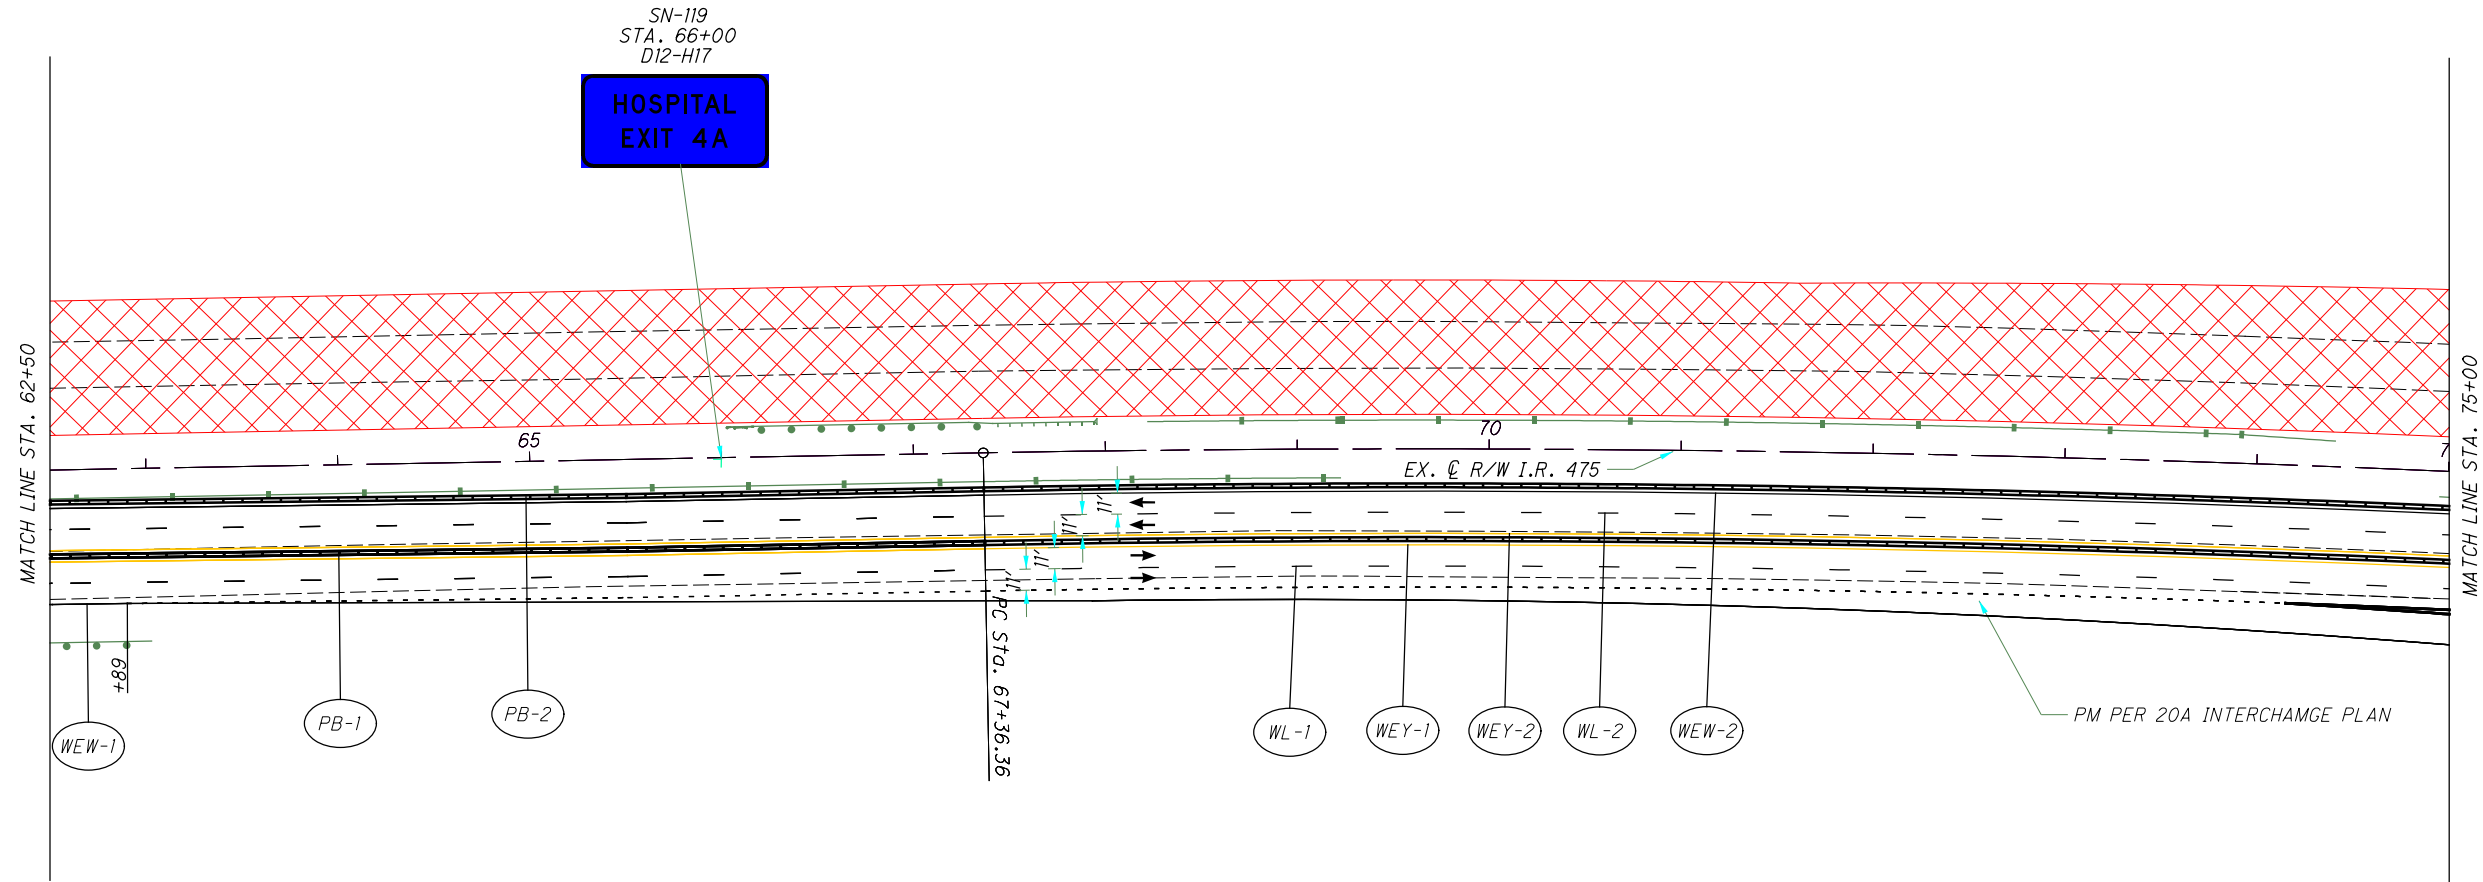 SN-119
STA. 66+00
D12-H17
HOSPITAL
EXIT 4A
MATCH LINE STA. 62+50
65
70
7
EX. ℄ R/W I.R. 475
11'
11'
11'
11'
MATCH LINE STA. 75+00
+89
PC Sta. 67+36.36
PM PER 20A INTERCHAMGE PLAN
WEW-1
PB-1
PB-2
WL-1
WEY-1
WEY-2
WL-2
WEW-2